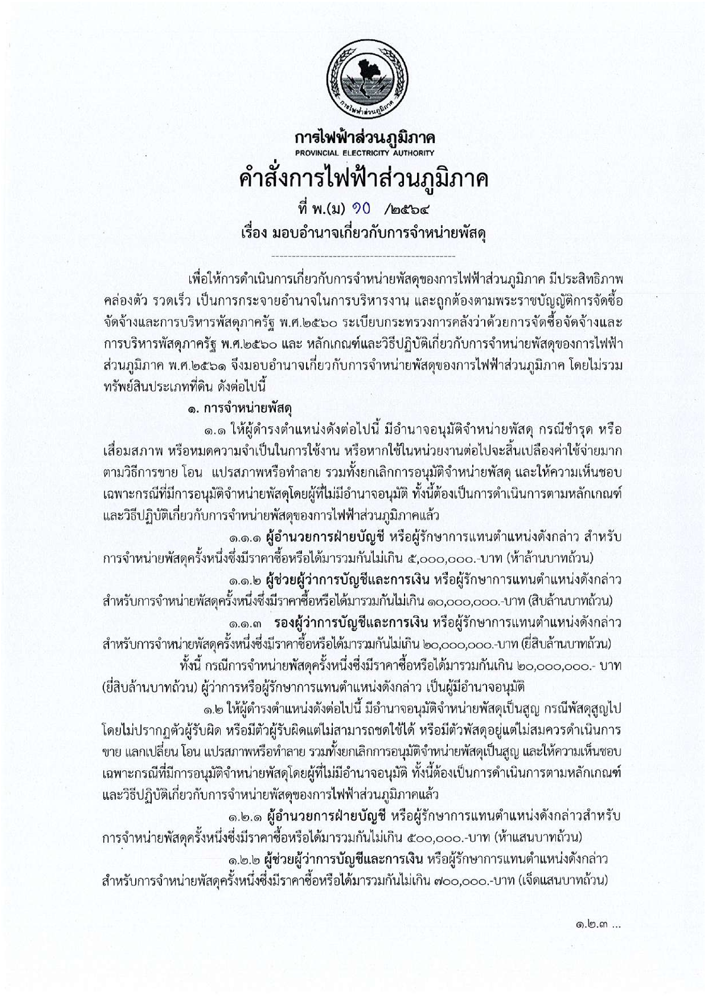 การไฟฟ้าส่วนภูมิภาค
การไฟฟ้าส่วนภูมิภาค
PROVINCIAL ELECTRICITY AUTHORITY
คำสั่งการไฟฟ้าส่วนภูมิภาค
ที่ พ.(ม) ๑๐ /๒๕๖๔
เรื่อง มอบอำนาจเกี่ยวกับการจำหน่ายพัสดุ
เพื่อให้การดำเนินการเกี่ยวกับการจำหน่ายพัสดุของการไฟฟ้าส่วนภูมิภาค มีประสิทธิภาพ
คล่องตัว รวดเร็ว เป็นการกระจายอำนาจในการบริหารงาน และถูกต้องตามพระราชบัญญัติการจัดซื้อ
จัดจ้างและการบริหารพัสดุภาครัฐ พ.ศ.๒๕๖๐ ระเบียบกระทรวงการคลังว่าด้วยการจัดซื้อจัดจ้างและ
การบริหารพัสดุภาครัฐ พ.ศ.๒๕๖๐ และ หลักเกณฑ์และวิธีปฏิบัติเกี่ยวกับการจำหน่ายพัสดุของการไฟฟ้า
ส่วนภูมิภาค พ.ศ.๒๕๖๑ จึงมอบอำนาจเกี่ยวกับการจำหน่ายพัสดุของการไฟฟ้าส่วนภูมิภาค โดยไม่รวม
ทรัพย์สินประเภทที่ดิน ดังต่อไปนี้
๑. การจำหน่ายพัสดุ
๑.๑ ให้ผู้ดำรงตำแหน่งดังต่อไปนี้ มีอำนาจอนุมัติจำหน่ายพัสดุ กรณีชำรุด หรือ
เสื่อมสภาพ หรือหมดความจำเป็นในการใช้งาน หรือหากใช้ในหน่วยงานต่อไปจะสิ้นเปลืองค่าใช้จ่ายมาก
ตามวิธีการขาย โอน แปรสภาพหรือทำลาย รวมทั้งยกเลิกการอนุมัติจำหน่ายพัสดุ และให้ความเห็นชอบ
เฉพาะกรณีที่มีการอนุมัติจำหน่ายพัสดุโดยผู้ที่ไม่มีอำนาจอนุมัติ ทั้งนี้ต้องเป็นการดำเนินการตามหลักเกณฑ์
และวิธีปฏิบัติเกี่ยวกับการจำหน่ายพัสดุของการไฟฟ้าส่วนภูมิภาคแล้ว
๑.๑.๑ ผู้อำนวยการฝ่ายบัญชี หรือผู้รักษาการแทนตำแหน่งดังกล่าว สำหรับ
การจำหน่ายพัสดุครั้งหนึ่งซึ่งมีราคาซื้อหรือได้มารวมกันไม่เกิน ๕,๐๐๐,๐๐๐.-บาท (ห้าล้านบาทถ้วน)
๑.๑.๒ ผู้ช่วยผู้ว่าการบัญชีและการเงิน หรือผู้รักษาการแทนตำแหน่งดังกล่าว
สำหรับการจำหน่ายพัสดุครั้งหนึ่งซึ่งมีราคาซื้อหรือได้มารวมกันไม่เกิน ๑๐,๐๐๐,๐๐๐.-บาท (สิบล้านบาทถ้วน)
๑.๑.๓ รองผู้ว่าการบัญชีและการเงิน หรือผู้รักษาการแทนตำแหน่งดังกล่าว
สำหรับการจำหน่ายพัสดุครั้งหนึ่งซึ่งมีราคาซื้อหรือได้มารวมกันไม่เกิน ๒๐,๐๐๐,๐๐๐.-บาท (ยี่สิบล้านบาทถ้วน)
ทั้งนี้ กรณีการจำหน่ายพัสดุครั้งหนึ่งซึ่งมีราคาซื้อหรือได้มารวมกันเกิน ๒๐,๐๐๐,๐๐๐.- บาท
(ยี่สิบล้านบาทถ้วน) ผู้ว่าการหรือผู้รักษาการแทนตำแหน่งดังกล่าว เป็นผู้มีอำนาจอนุมัติ
๑.๒ ให้ผู้ดำรงตำแหน่งดังต่อไปนี้ มีอำนาจอนุมัติจำหน่ายพัสดุเป็นสูญ กรณีพัสดุสูญไป
โดยไม่ปรากฏตัวผู้รับผิด หรือมีตัวผู้รับผิดแต่ไม่สามารถชดใช้ได้ หรือมีตัวพัสดุอยู่แต่ไม่สมควรดำเนินการ
ขาย แลกเปลี่ยน โอน แปรสภาพหรือทำลาย รวมทั้งยกเลิกการอนุมัติจำหน่ายพัสดุเป็นสูญ และให้ความเห็นชอบ
เฉพาะกรณีที่มีการอนุมัติจำหน่ายพัสดุโดยผู้ที่ไม่มีอำนาจอนุมัติ ทั้งนี้ต้องเป็นการดำเนินการตามหลักเกณฑ์
และวิธีปฏิบัติเกี่ยวกับการจำหน่ายพัสดุของการไฟฟ้าส่วนภูมิภาคแล้ว
๑.๒.๑ ผู้อำนวยการฝ่ายบัญชี หรือผู้รักษาการแทนตำแหน่งดังกล่าวสำหรับ
การจำหน่ายพัสดุครั้งหนึ่งซึ่งมีราคาซื้อหรือได้มารวมกันไม่เกิน ๕๐๐,๐๐๐.-บาท (ห้าแสนบาทถ้วน)
๑.๒.๒ ผู้ช่วยผู้ว่าการบัญชีและการเงิน หรือผู้รักษาการแทนตำแหน่งดังกล่าว
สำหรับการจำหน่ายพัสดุครั้งหนึ่งซึ่งมีราคาซื้อหรือได้มารวมกันไม่เกิน ๗๐๐,๐๐๐.-บาท (เจ็ดแสนบาทถ้วน)
๑.๒.๓ ...